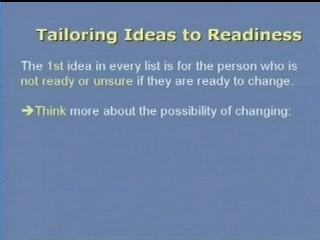 Tailoring Ideas to Readiness
The 1st idea in every list is for the person who is
not ready or unsure if they are ready to change.
➔Think more about the possibility of changing: